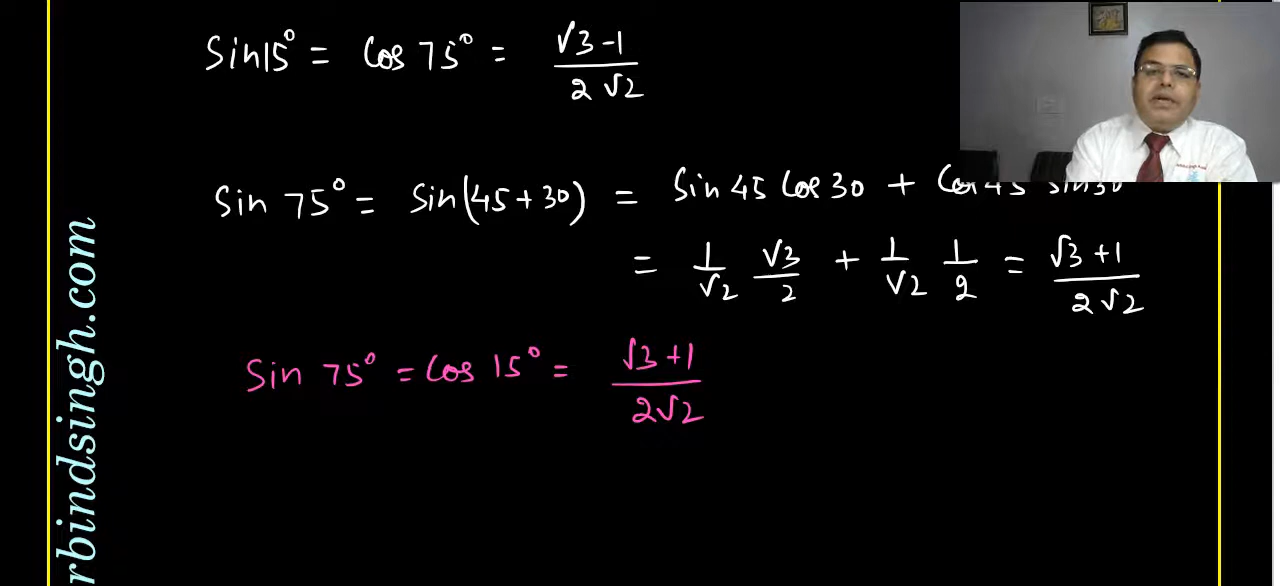 Sin15° = Cos 75° = √3-1 / 2√2
Sin 75° = Sin(45+30) = Sin 45 Cos 30 + Cos 45 Sin 30
= 1/√2 √3/2 + 1/√2 1/2 = √3+1 / 2√2
Sin 75° = Cos 15° = √3+1 / 2√2
rbindsingh.com